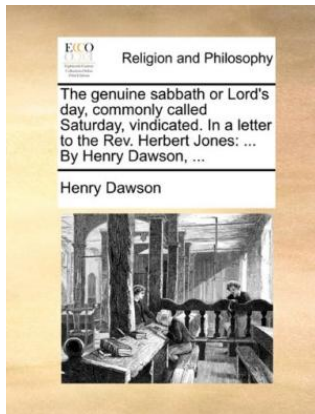 ECCO
Religion and Philosophy
The genuine sabbath or Lord's
day, commonly called
Saturday, vindicated. In a letter
to the Rev. Herbert Jones: ...
By Henry Dawson, ...
Henry Dawson